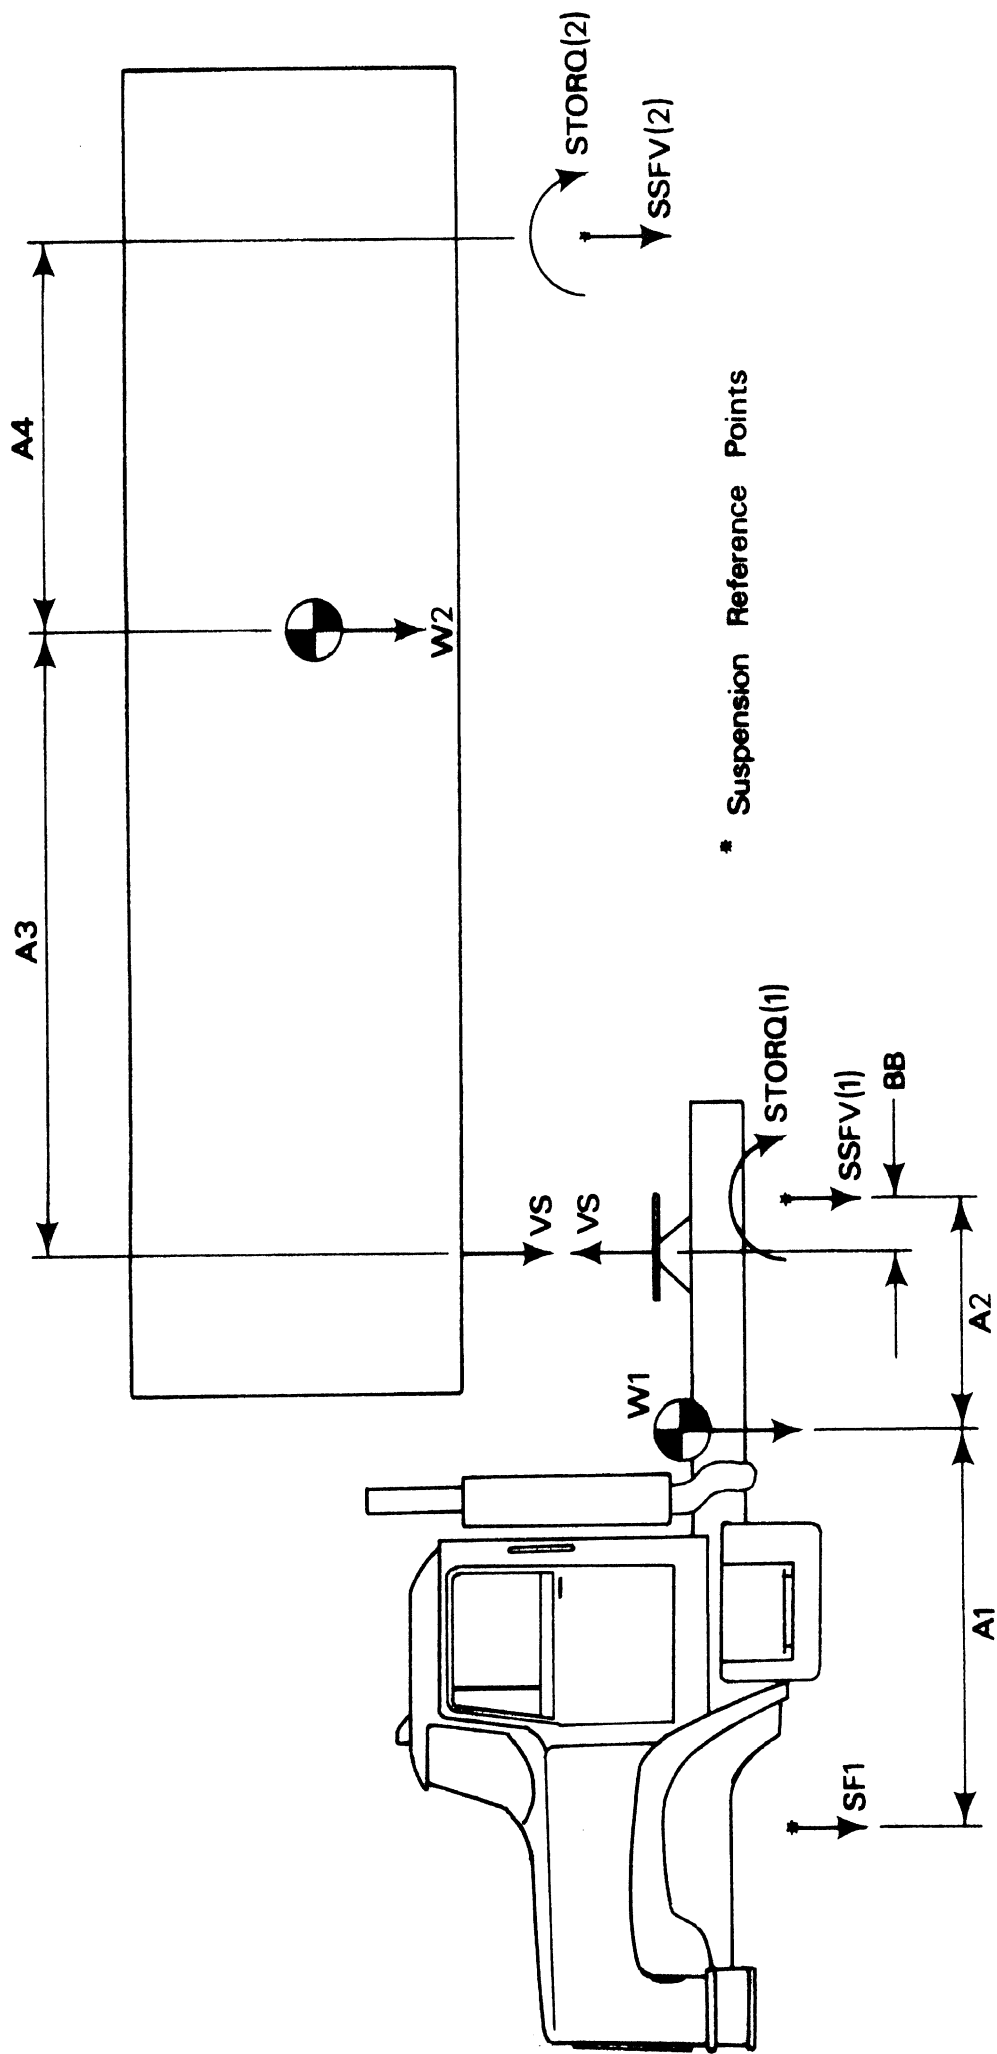 A3
A4
W2
STORQ(2)
SSFV(2)
VS
VS
* Suspension Reference Points
W1
STORQ(1)
SSFV(1)
BB
SF1
A1
A2